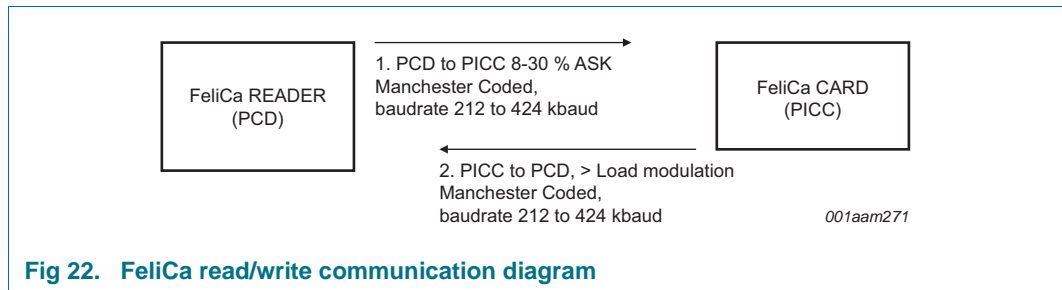 FeliCa READER
(PCD)
1. PCD to PICC 8-30 % ASK
Manchester Coded,
baudrate 212 to 424 kbaud
FeliCa CARD
(PICC)
2. PICC to PCD, > Load modulation
Manchester Coded,
baudrate 212 to 424 kbaud
001aam271
Fig 22. FeliCa read/write communication diagram